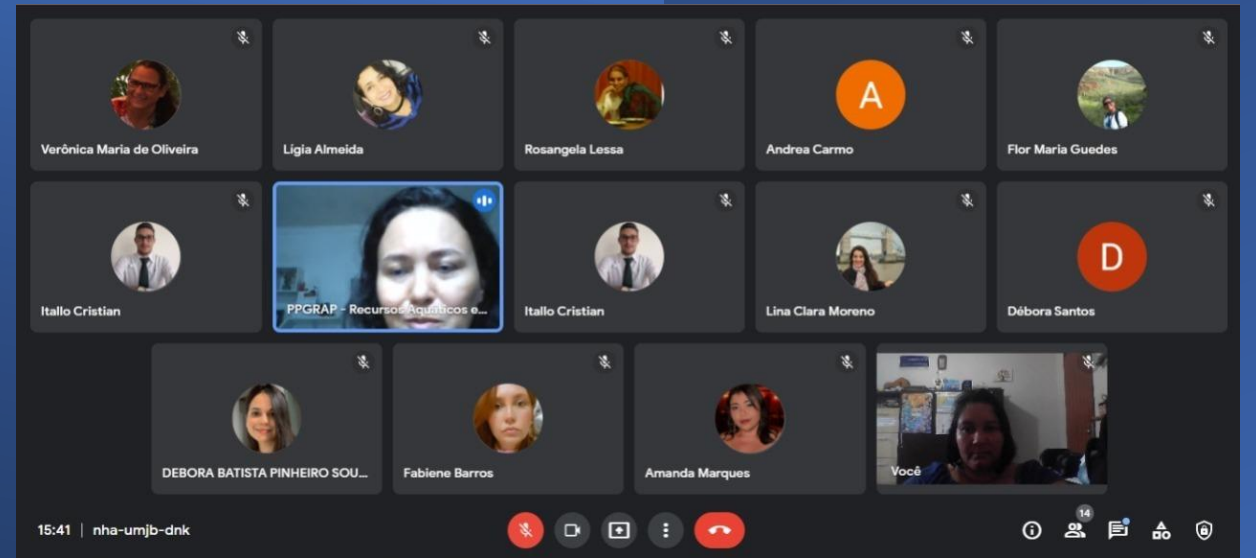 Verônica Maria de Oliveira
Lígia Almeida
Rosangela Lessa
A
Andrea Carmo
Flor Maria Guedes
Itallo Cristian
PPGRAP - Recursos Aquáticos e...
Itallo Cristian
Lina Clara Moreno
D
Débora Santos
DEBORA BATISTA PINHEIRO SOU...
Fabiene Barros
Amanda Marques
Você
15:41 | nha-umjb-dnk
14